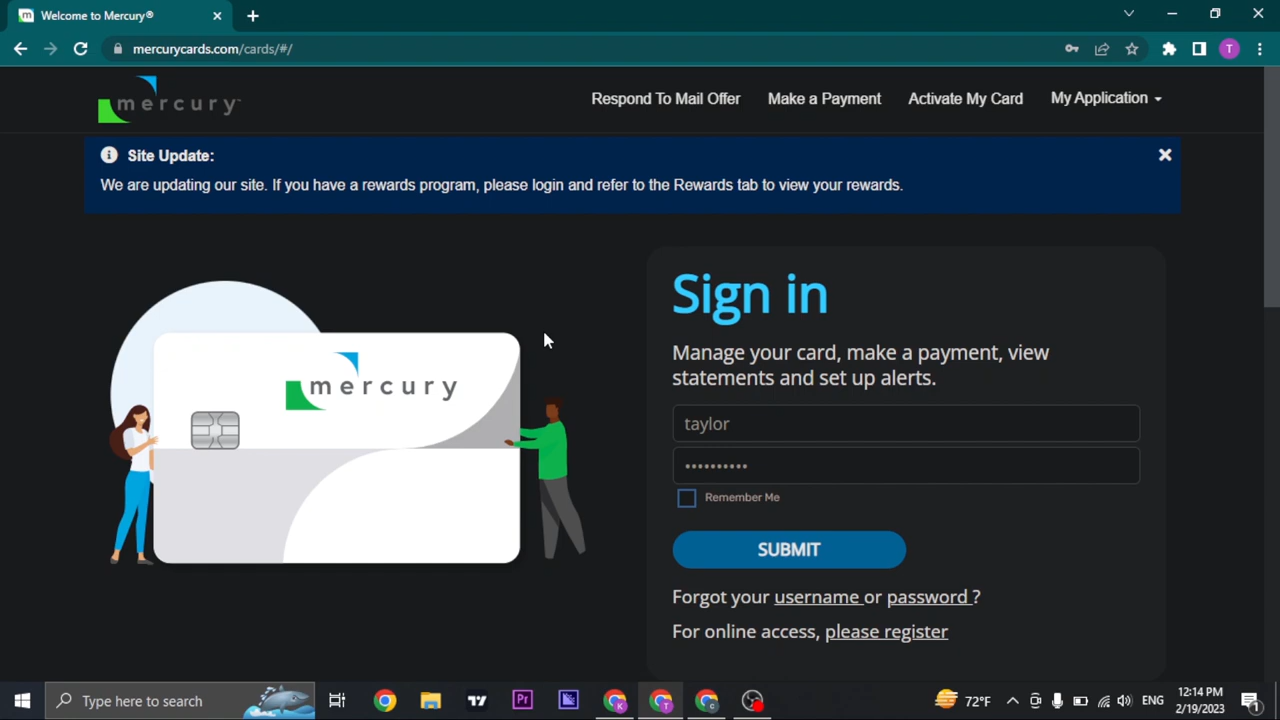 Welcome to Mercury®
mercurycards.com/cards/#/
T
mercury
Respond To Mail Offer
Make a Payment
Activate My Card
My Application
Site Update:
We are updating our site. If you have a rewards program, please login and refer to the Rewards tab to view your rewards.
mercury
Sign in
Manage your card, make a payment, view
statements and set up alerts.
taylor
••••••••••
Remember Me
SUBMIT
Forgot your username or password ?
For online access, please register
Type here to search
Pr
K
T
C
72°F
ENG
12:14 PM
2/19/2023
1